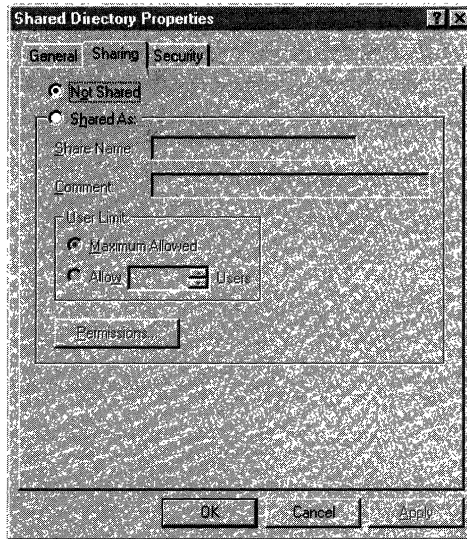 Shared Directory Properties
General Sharing Security
Not Shared
Shared As:
Share Name:
Comment:
User Limit
Maximum Allowed
Allow Users
Permissions
OK Cancel Apply